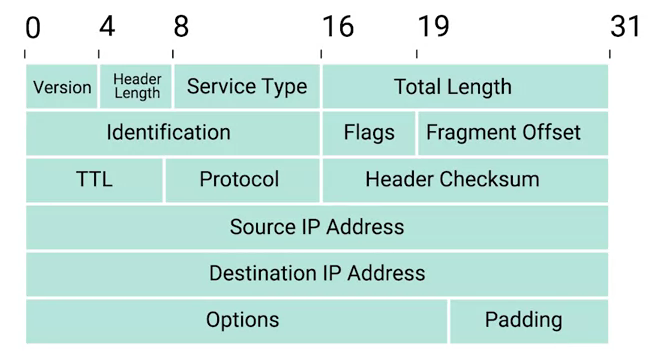 0 4 8 16 19 31
Version Header Length Service Type Total Length
Identification Flags Fragment Offset
TTL Protocol Header Checksum
Source IP Address
Destination IP Address
Options Padding